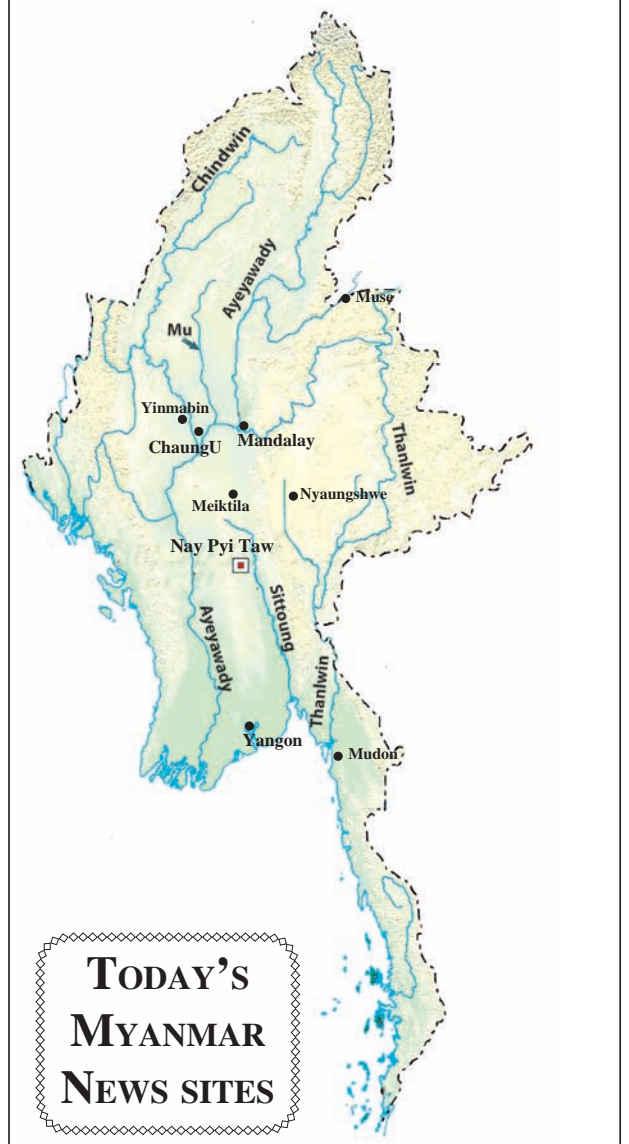 Chindwin
Ayeyawady
Muse
Mu
Yinmabin
ChaungU
Mandalay
Thanlwin
Meiktila
Nyaungshwe
Nay Pyi Taw
Sittoung
Ayeyawady
Thanlwin
Yangon
Mudon
TODAY'S
MYANMAR
NEWS SITES